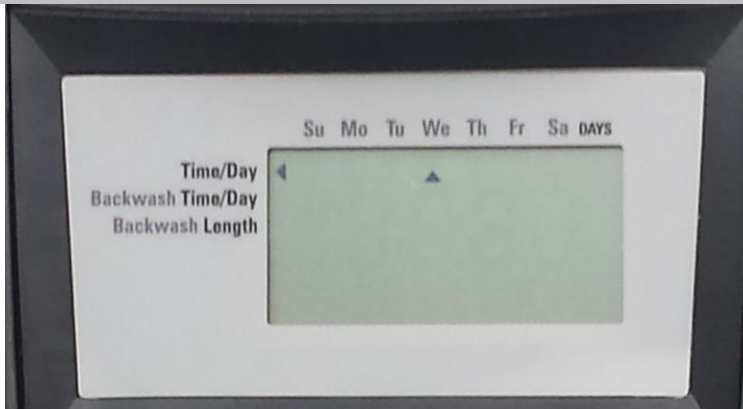 Su Mo Tu We Th Fr Sa DAYS
Time/Day
Backwash Time/Day
Backwash Length